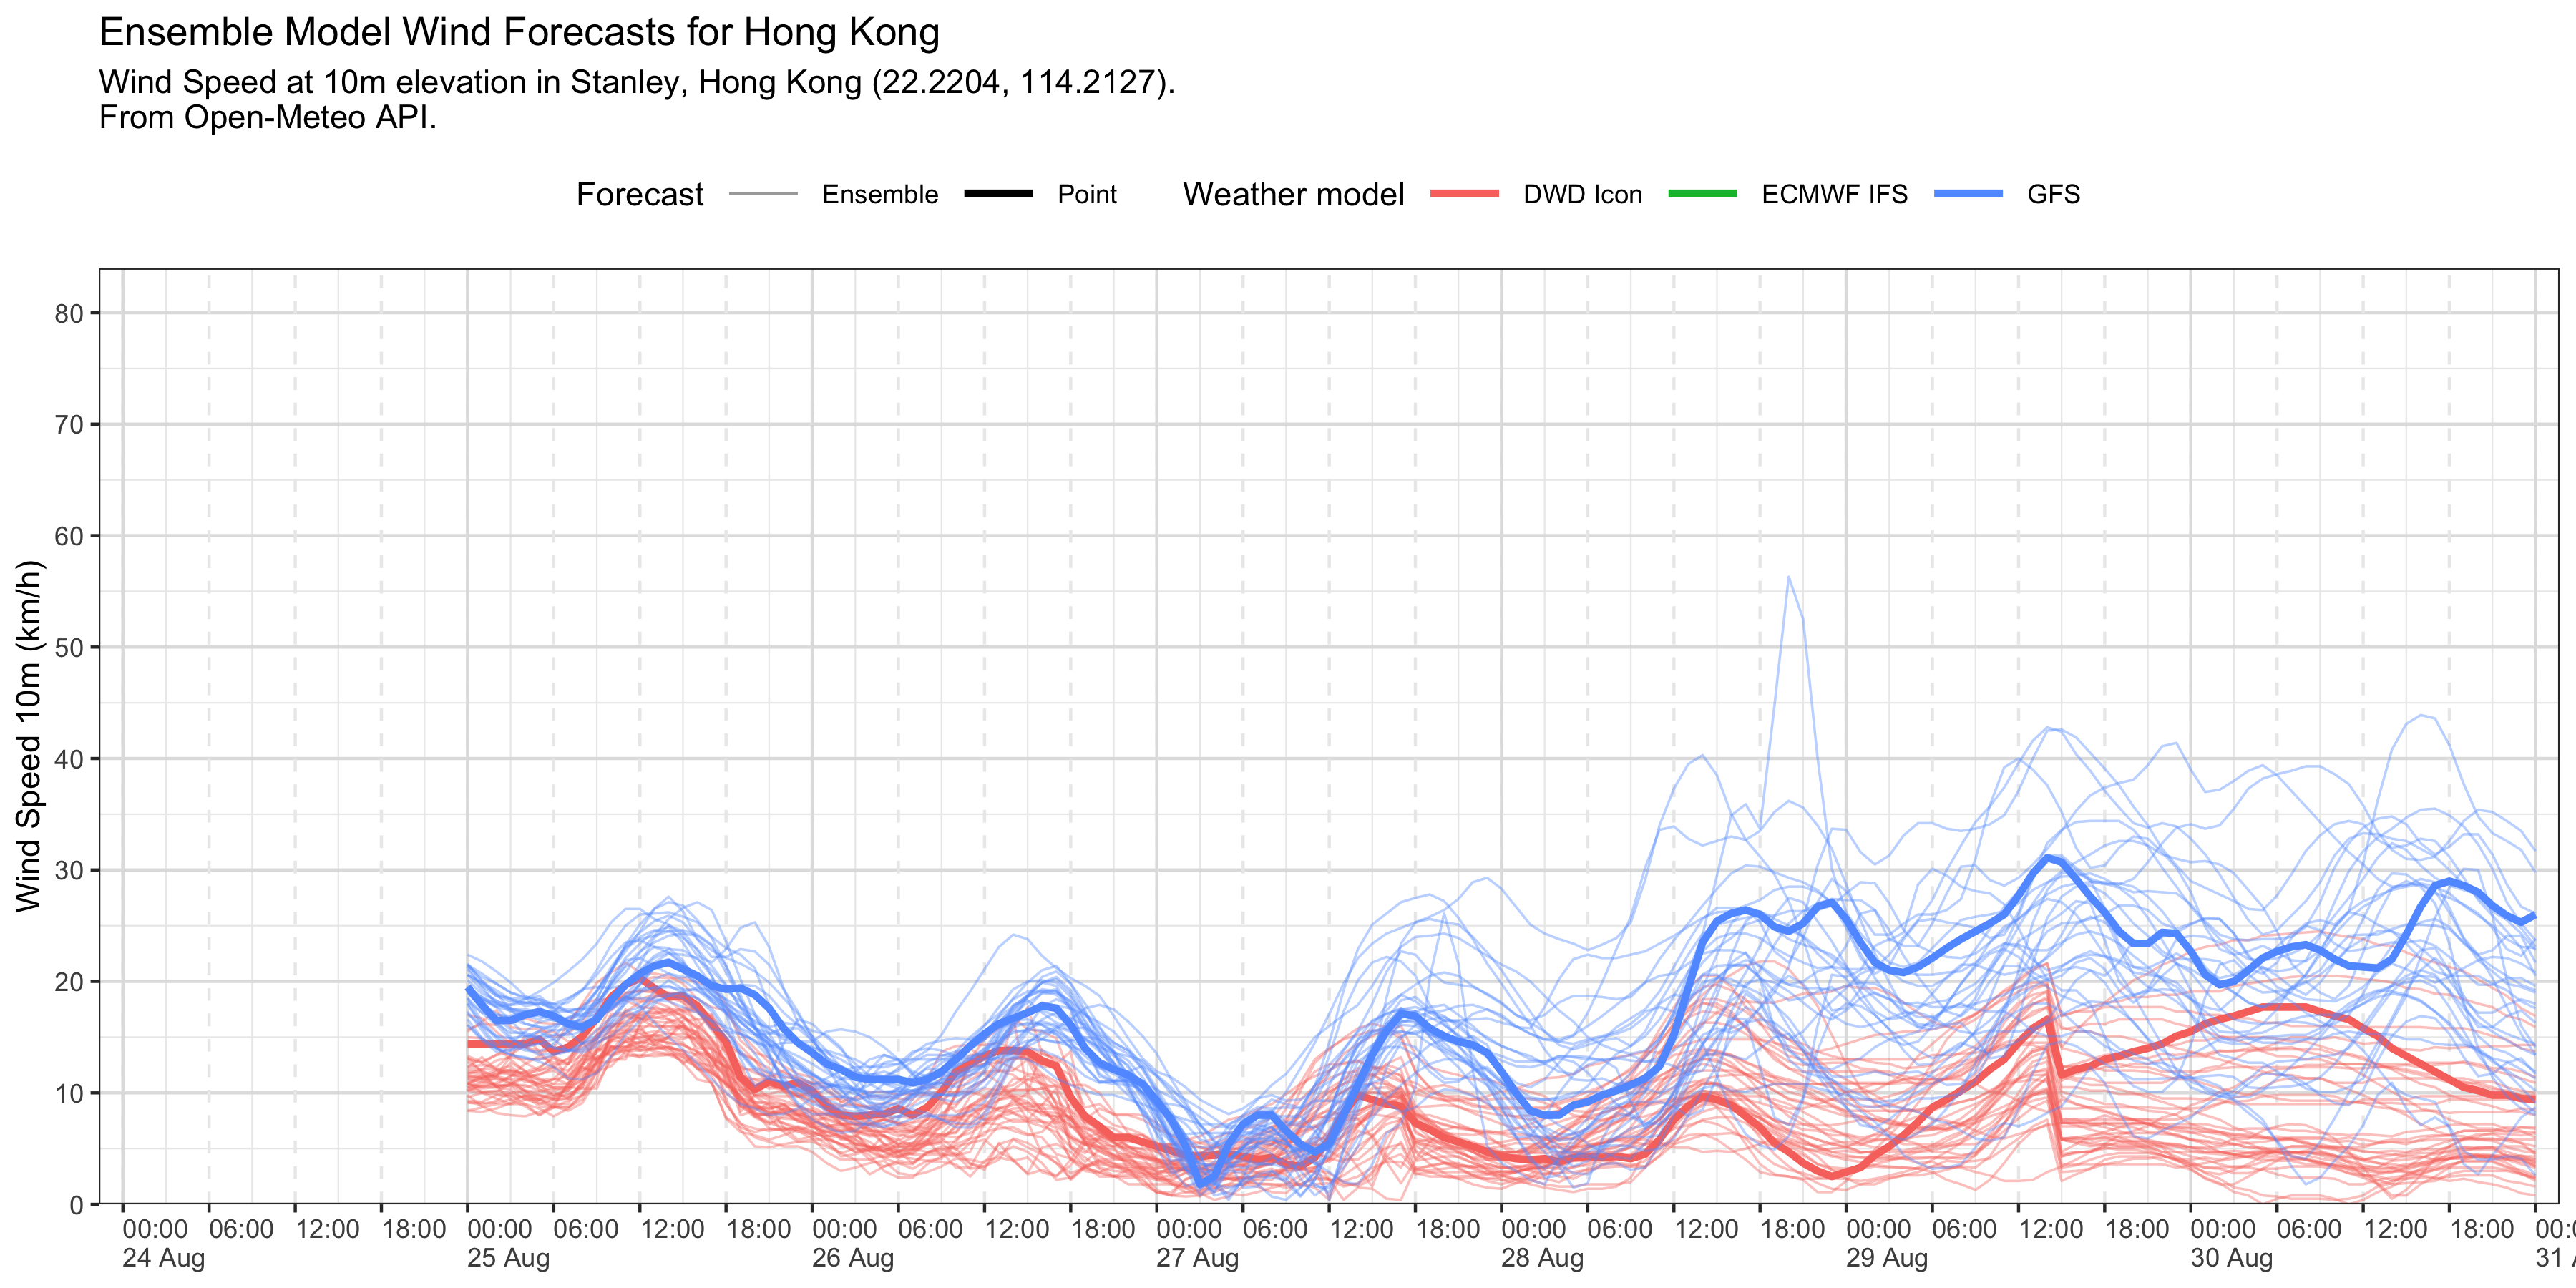 Ensemble Model Wind Forecasts for Hong Kong
Wind Speed at 10m elevation in Stanley, Hong Kong (22.2204, 114.2127).
From Open-Meteo API.
Forecast Ensemble Point Weather model DWD Icon ECMWF IFS GFS
Wind Speed 10m (km/h)
80
70
60
50
40
30
20
10
0
00:00 06:00 12:00 18:00 00:00 06:00 12:00 18:00 00:00 06:00 12:00 18:00 00:00 06:00 12:00 18:00 00:00 06:00 12:00 18:00 00:00 06:00 12:00 18:00 00:00 06:00 12:00 18:00 00:0
24 Aug 25 Aug 26 Aug 27 Aug 28 Aug 29 Aug 30 Aug 31 A